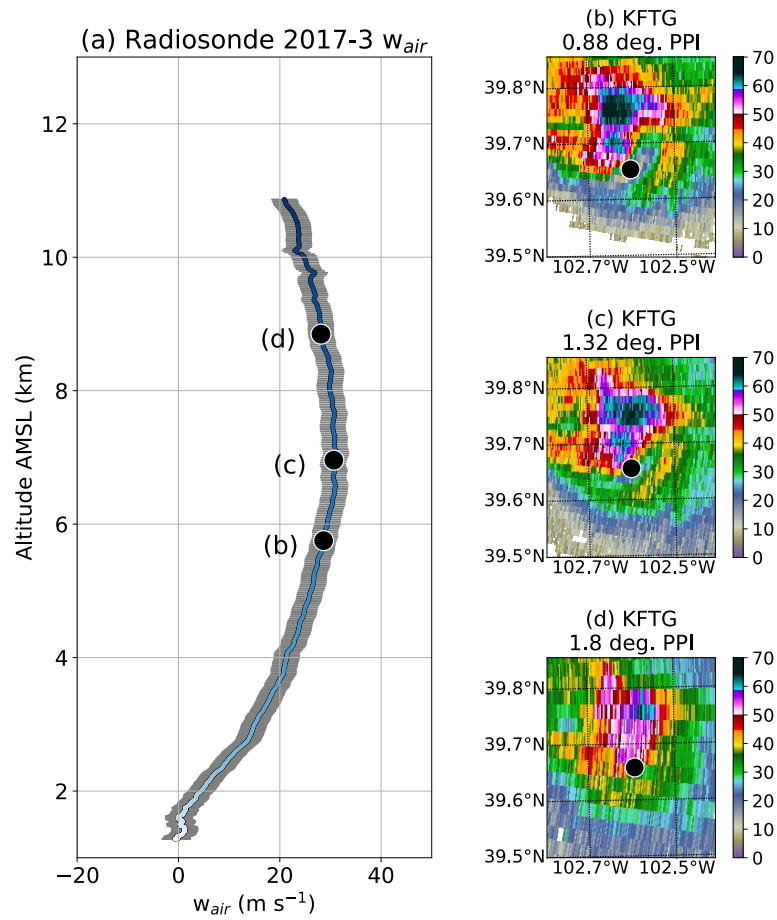 (a) Radiosonde 2017-3 w_air
12
10
8
6
4
2
−20
0
20
40
Altitude AMSL (km)
w_air (m s⁻¹)
(d)
(c)
(b)
(b) KFTG
0.88 deg. PPI
39.8°N
39.7°N
39.6°N
39.5°N
102.7°W
102.5°W
70
60
50
40
30
20
10
0
(c) KFTG
1.32 deg. PPI
39.8°N
39.7°N
39.6°N
39.5°N
102.7°W
102.5°W
70
60
50
40
30
20
10
0
(d) KFTG
1.8 deg. PPI
39.8°N
39.7°N
39.6°N
39.5°N
102.7°W
102.5°W
70
60
50
40
30
20
10
0